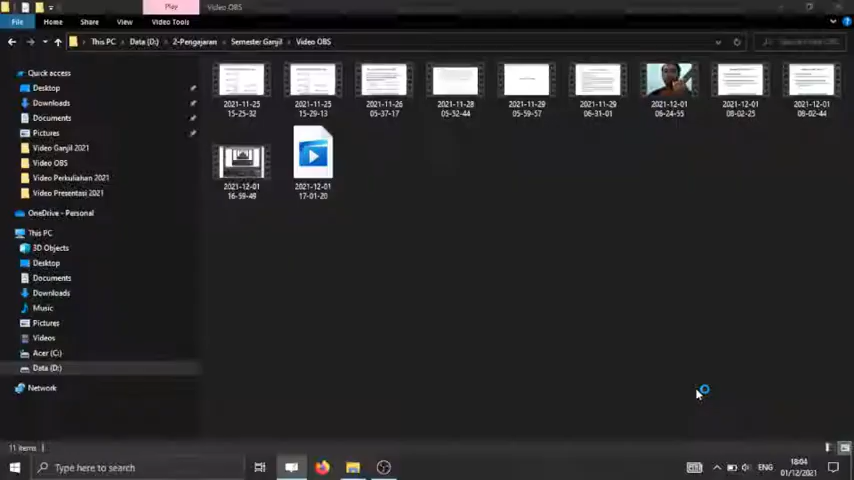 Play
Video OBS
File
Home
Share
View
Video Tools
This PC
Data (D:)
2-Pengajaran
Semester Ganjil
Video OBS
Quick access
Desktop
Downloads
Documents
Pictures
Video Ganjil 2021
Video OBS
Video Perkuliahan 2021
Video Presentasi 2021
OneDrive - Personal
This PC
3D Objects
Desktop
Documents
Downloads
Music
Pictures
Videos
Acer (C:)
Data (D:)
Network
2021-11-25
15-25-32
2021-11-25
15-29-13
2021-11-26
05-37-17
2021-11-28
05-32-44
2021-11-29
05-59-57
2021-11-29
06-31-01
2021-12-01
06-24-55
2021-12-01
08-02-25
2021-12-01
08-02-44
2021-12-01
16-59-49
2021-12-01
17-01-20
11 items
Type here to search
ENG
18:04
01/12/2021